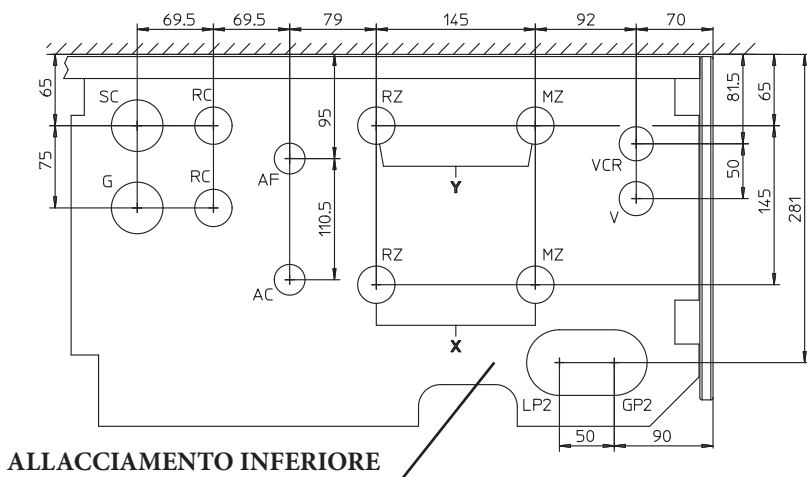 69.5 69.5 79 145 92 70
65 75 95 110.5 81.5 50 65 145 281
SC RC RZ MZ
VCR
G RC AF Y V
RZ MZ
AC
X
LP2 GP2
50 90
ALLACCIAMENTO INFERIORE